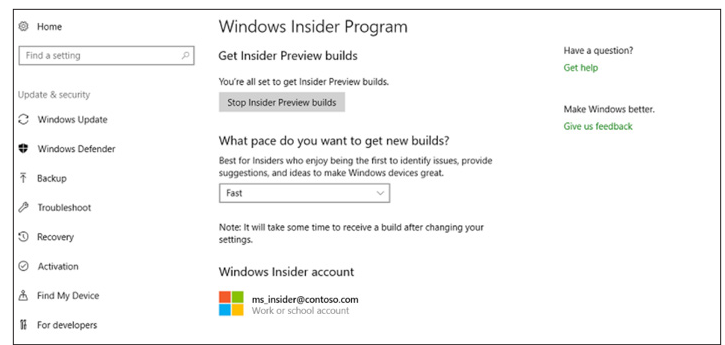 Home
Find a setting
Update & security
Windows Update
Windows Defender
Backup
Troubleshoot
Recovery
Activation
Find My Device
For developers
Windows Insider Program
Get Insider Preview builds
You're all set to get Insider Preview builds.
Stop Insider Preview builds
What pace do you want to get new builds?
Best for Insiders who enjoy being the first to identify issues, provide
suggestions, and ideas to make Windows devices great.
Fast
Note: It will take some time to receive a build after changing your
settings.
Windows Insider account
ms_insider@contoso.com
Work or school account
Have a question?
Get help
Make Windows better.
Give us feedback